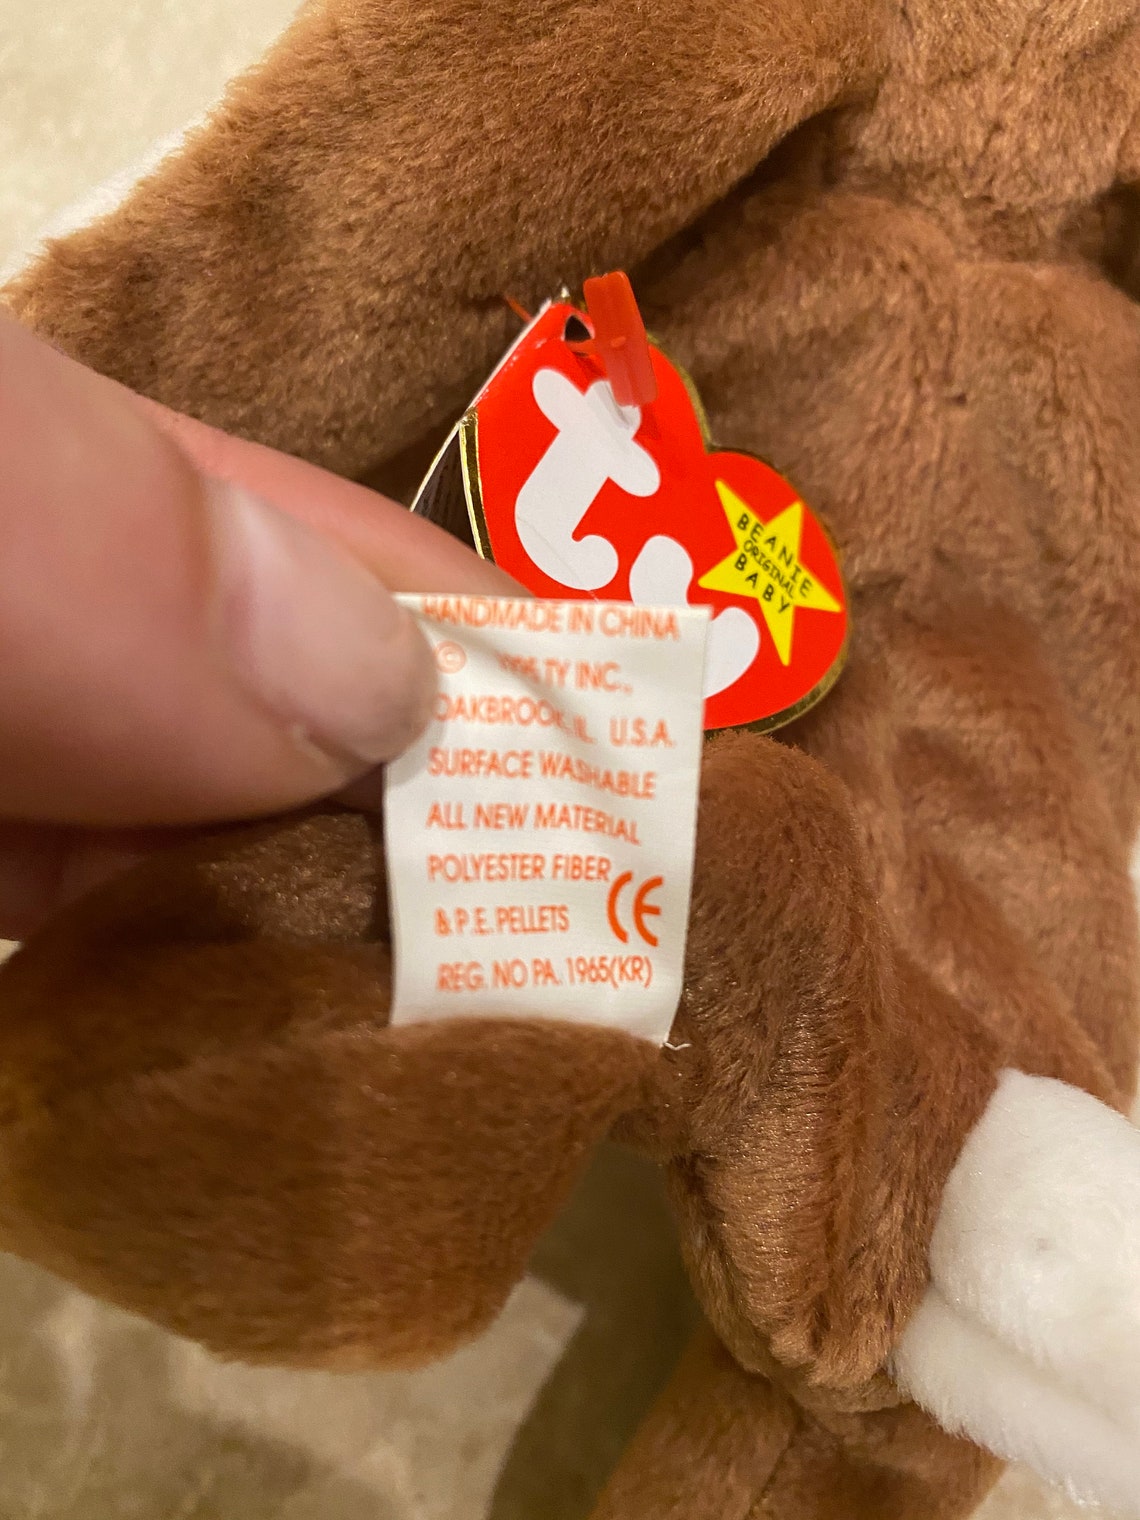 ty
BEANIE
ORIGINAL
BABY
HANDMADE IN CHINA
© TY INC.,
OAKBROOK, IL. U.S.A.
SURFACE WASHABLE
ALL NEW MATERIAL
POLYESTER FIBER
& P.E. PELLETS CE
REG. NO PA. 1965(KR)